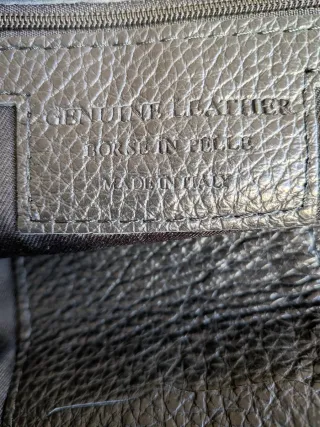 GENUINE LEATHER
BORSE IN PELLE
MADE IN ITALY